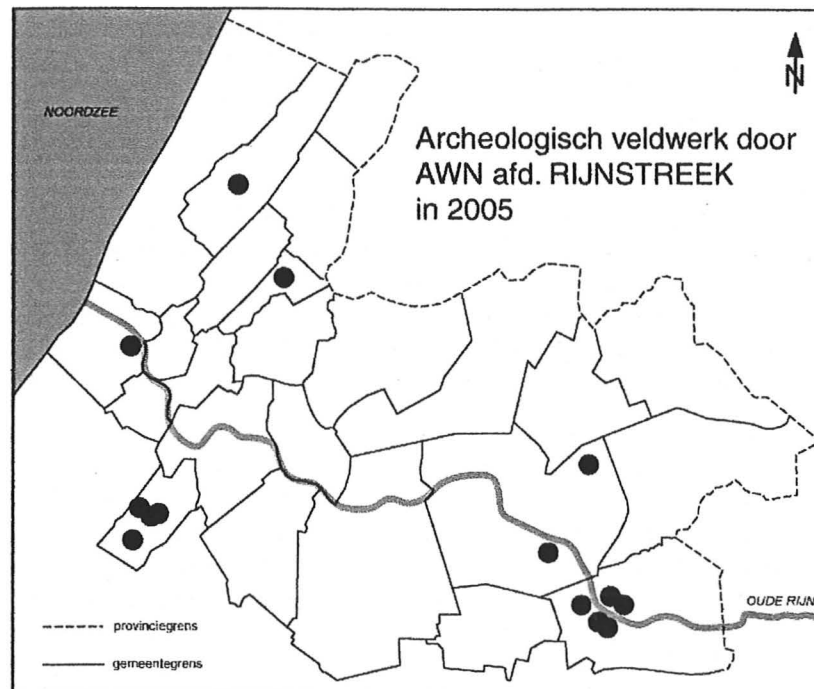 NOORDZEE
N
Archeologisch veldwerk door
AWN afd. RIJNSTREEK
in 2005
OUDE RIJN
provinciegrens
gemeentegrens